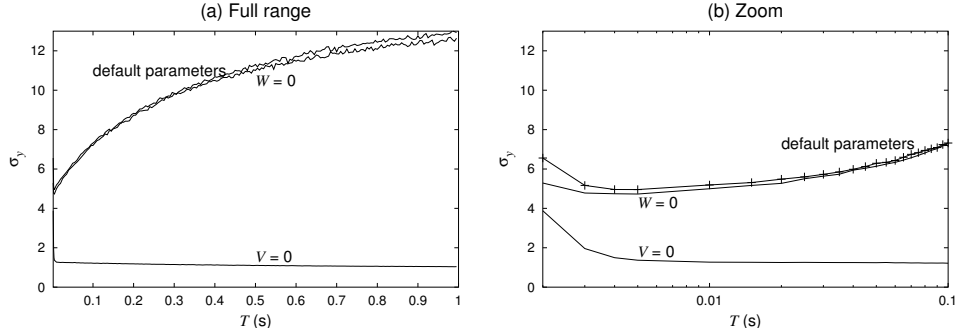 (a) Full range
(b) Zoom
12
10
8
6
4
2
0
σy
default parameters
W = 0
V = 0
0.1 0.2 0.3 0.4 0.5 0.6 0.7 0.8 0.9 1
T (s)
12
10
8
6
4
2
0
σy
default parameters
W = 0
V = 0
0.01 0.1
T (s)